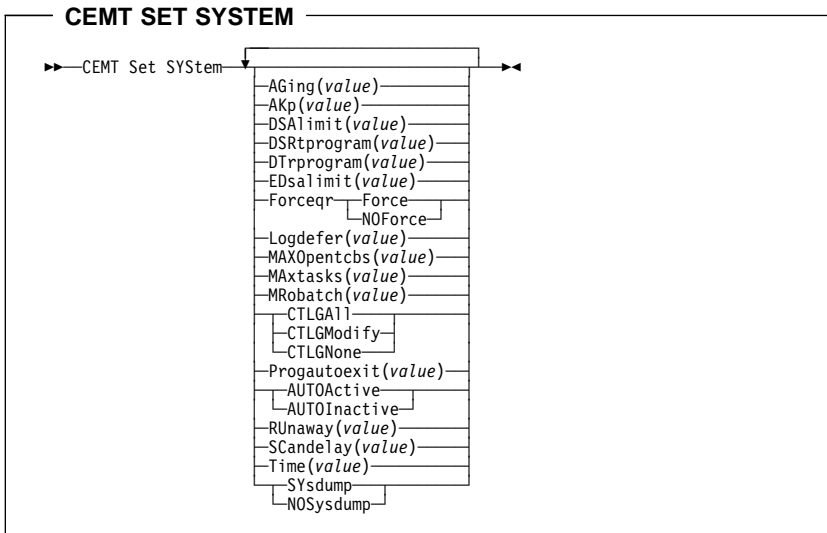 CEMT SET SYSTEM
CEMT Set SYStem
AGing(value)
AKp(value)
DSAlimit(value)
DSRtprogram(value)
DTrprogram(value)
EDsalimit(value)
Forceqr Force
NOForce
Logdefer(value)
MAXOpentcbs(value)
MAxtasks(value)
MRobatch(value)
CTLGAll
CTLGModify
CTLGNone
Progautoexit(value)
AUTOActive
AUTOInactive
RUnaway(value)
SCandelay(value)
Time(value)
SYsdump
NOSysdump